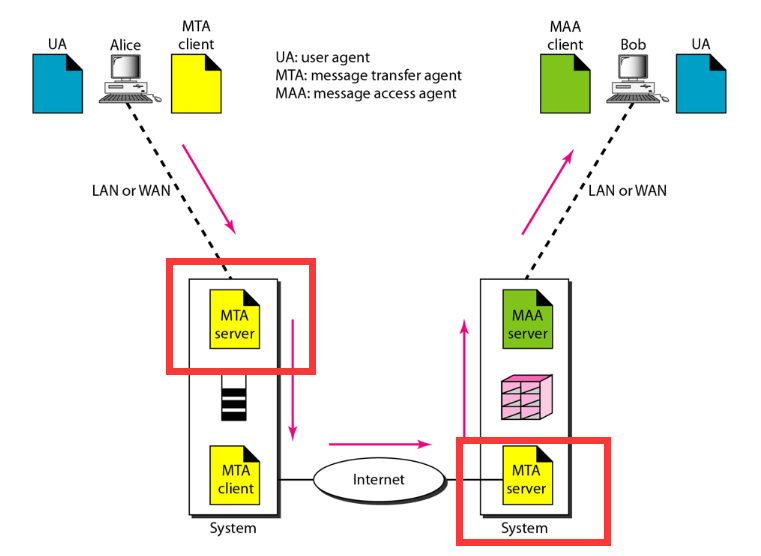 UA
Alice
MTA
client
UA: user agent
MTA: message transfer agent
MAA: message access agent
MAA
client
Bob
UA
LAN or WAN
LAN or WAN
MTA
server
MAA
server
MTA
client
Internet
MTA
server
System
System